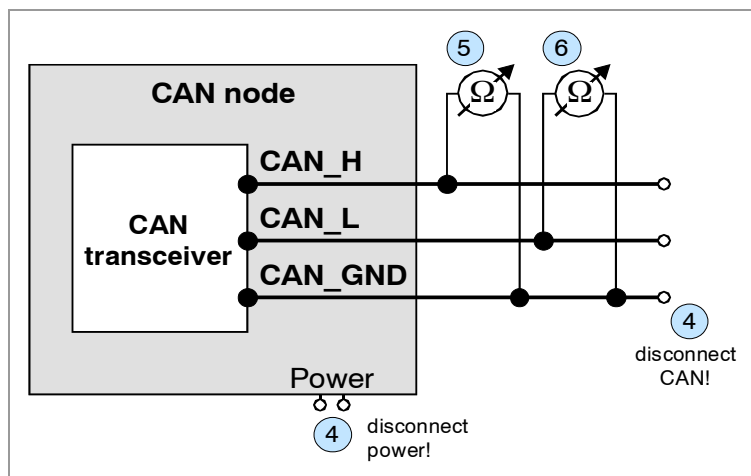 5
6
Ω
Ω
CAN node
CAN_H
CAN
transceiver
CAN_L
CAN_GND
4
disconnect
CAN!
Power
4
disconnect
power!